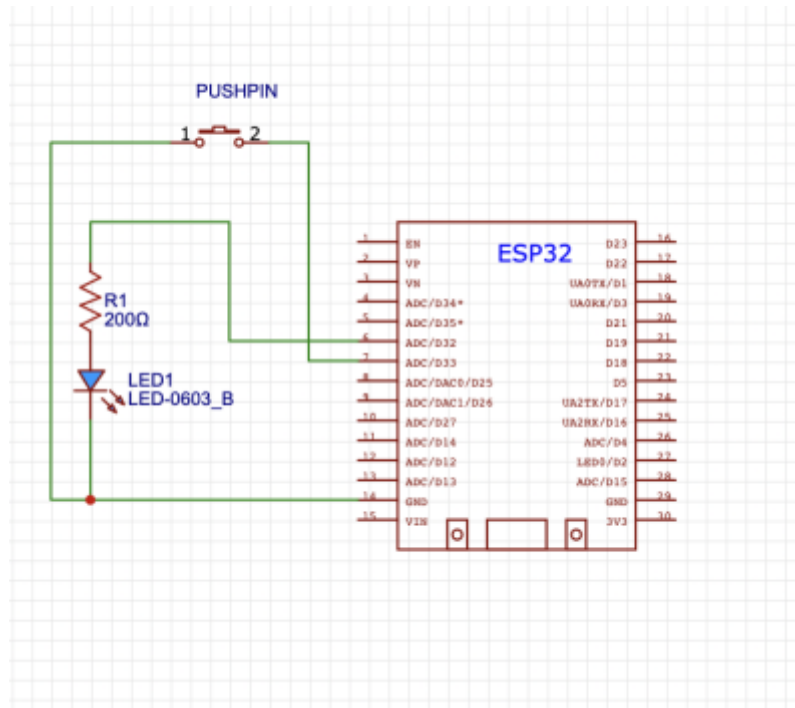 PUSHPIN
1 2
R1
200Ω
LED1
LED-0603_B
ESP32
1 EN D23 16
2 VP D22 17
3 VN UA0TX/D1 18
4 ADC/D34* UA0RX/D3 19
5 ADC/D35* D21 20
6 ADC/D32 D19 21
7 ADC/D33 D18 22
8 ADC/DAC0/D25 D5 23
9 ADC/DAC1/D26 UA2TX/D17 24
10 ADC/D27 UA2RX/D16 25
11 ADC/D14 ADC/D4 26
12 ADC/D12 LED0/D2 27
13 ADC/D13 ADC/D15 28
14 GND GND 29
15 VIN 3V3 30